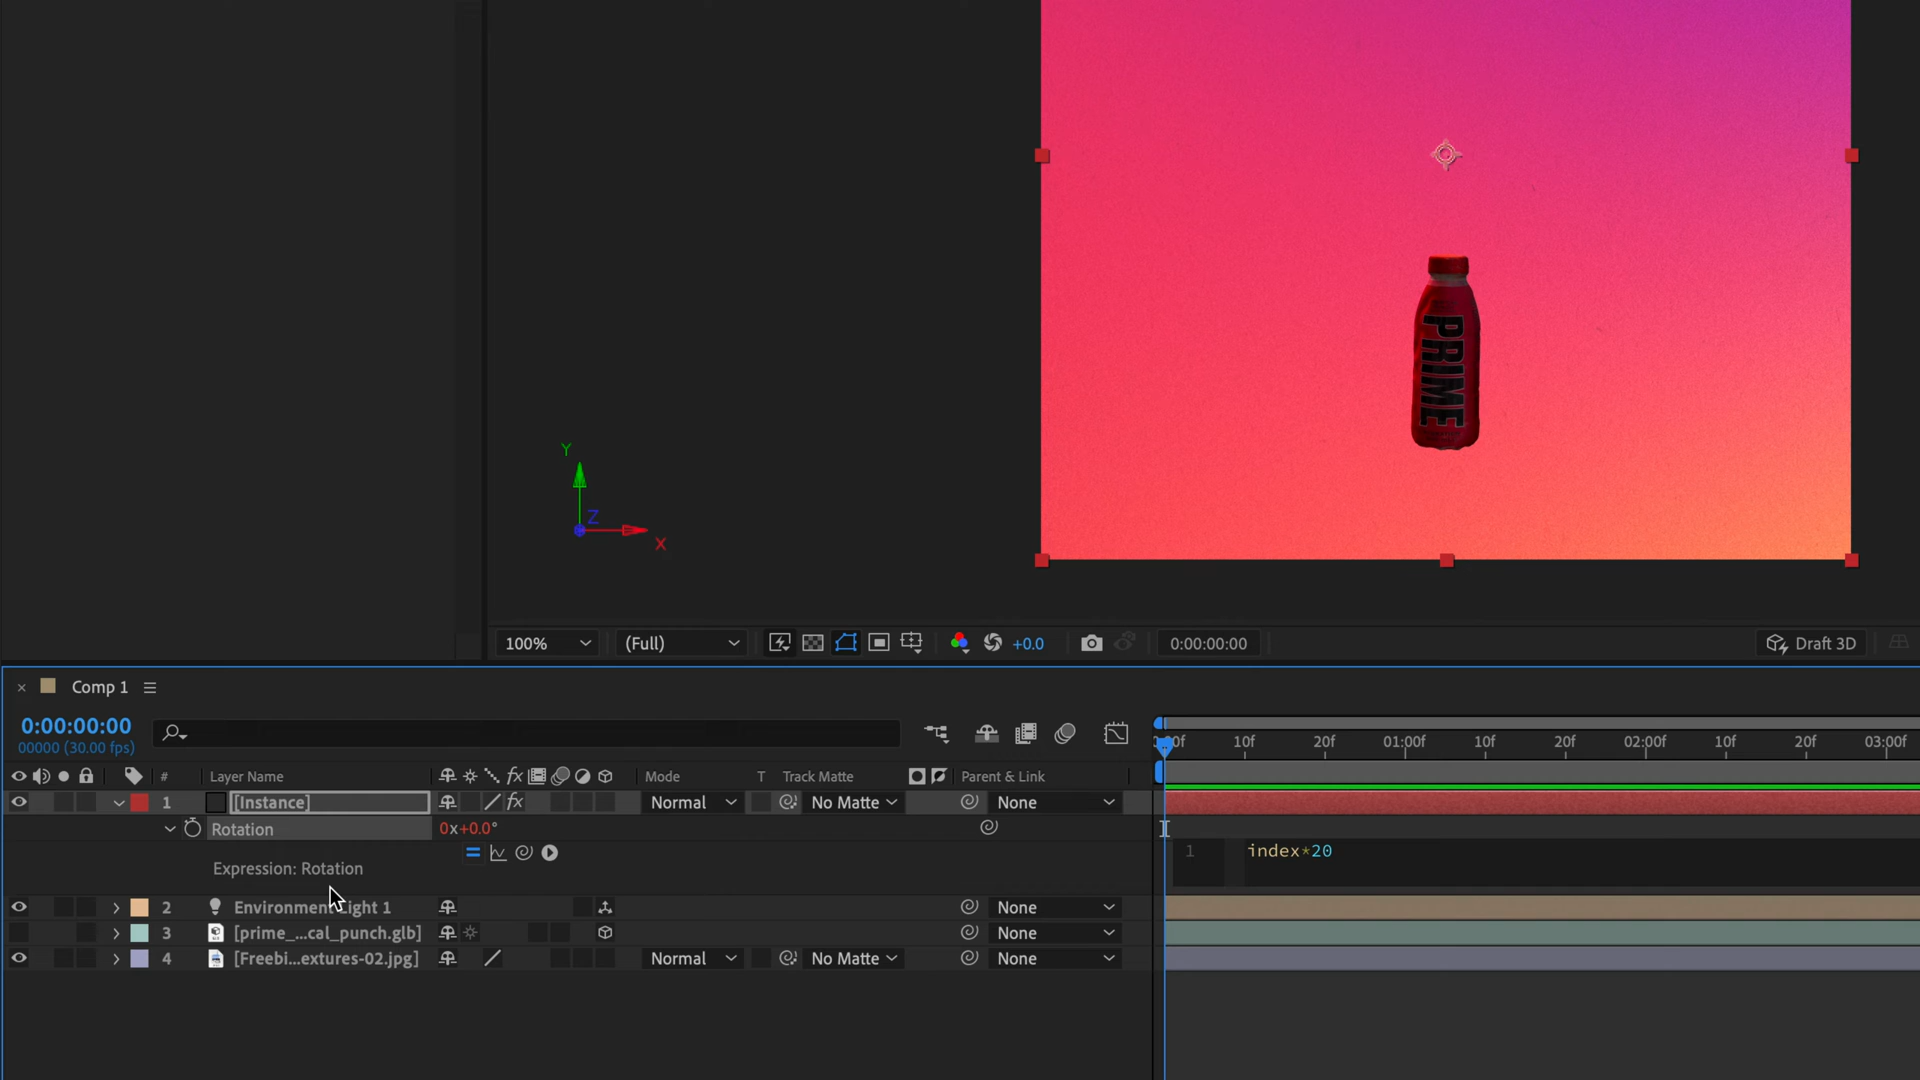 PRIME
Y
Z
X
100%
(Full)
+0.0
0:00:00:00
Draft 3D
Comp 1
0:00:00:00
00000 (30.00 fps)
0f 10f 20f 01:00f 10f 20f 02:00f 10f 20f 03:00f
# Layer Name fx Mode T Track Matte Parent & Link
1 [Instance] fx Normal No Matte None
Rotation 0x+0.0°
Expression: Rotation
1 index*20
2 Environment Light 1 None
3 [prime_...cal_punch.glb] None
4 [Freebi...extures-02.jpg] Normal No Matte None